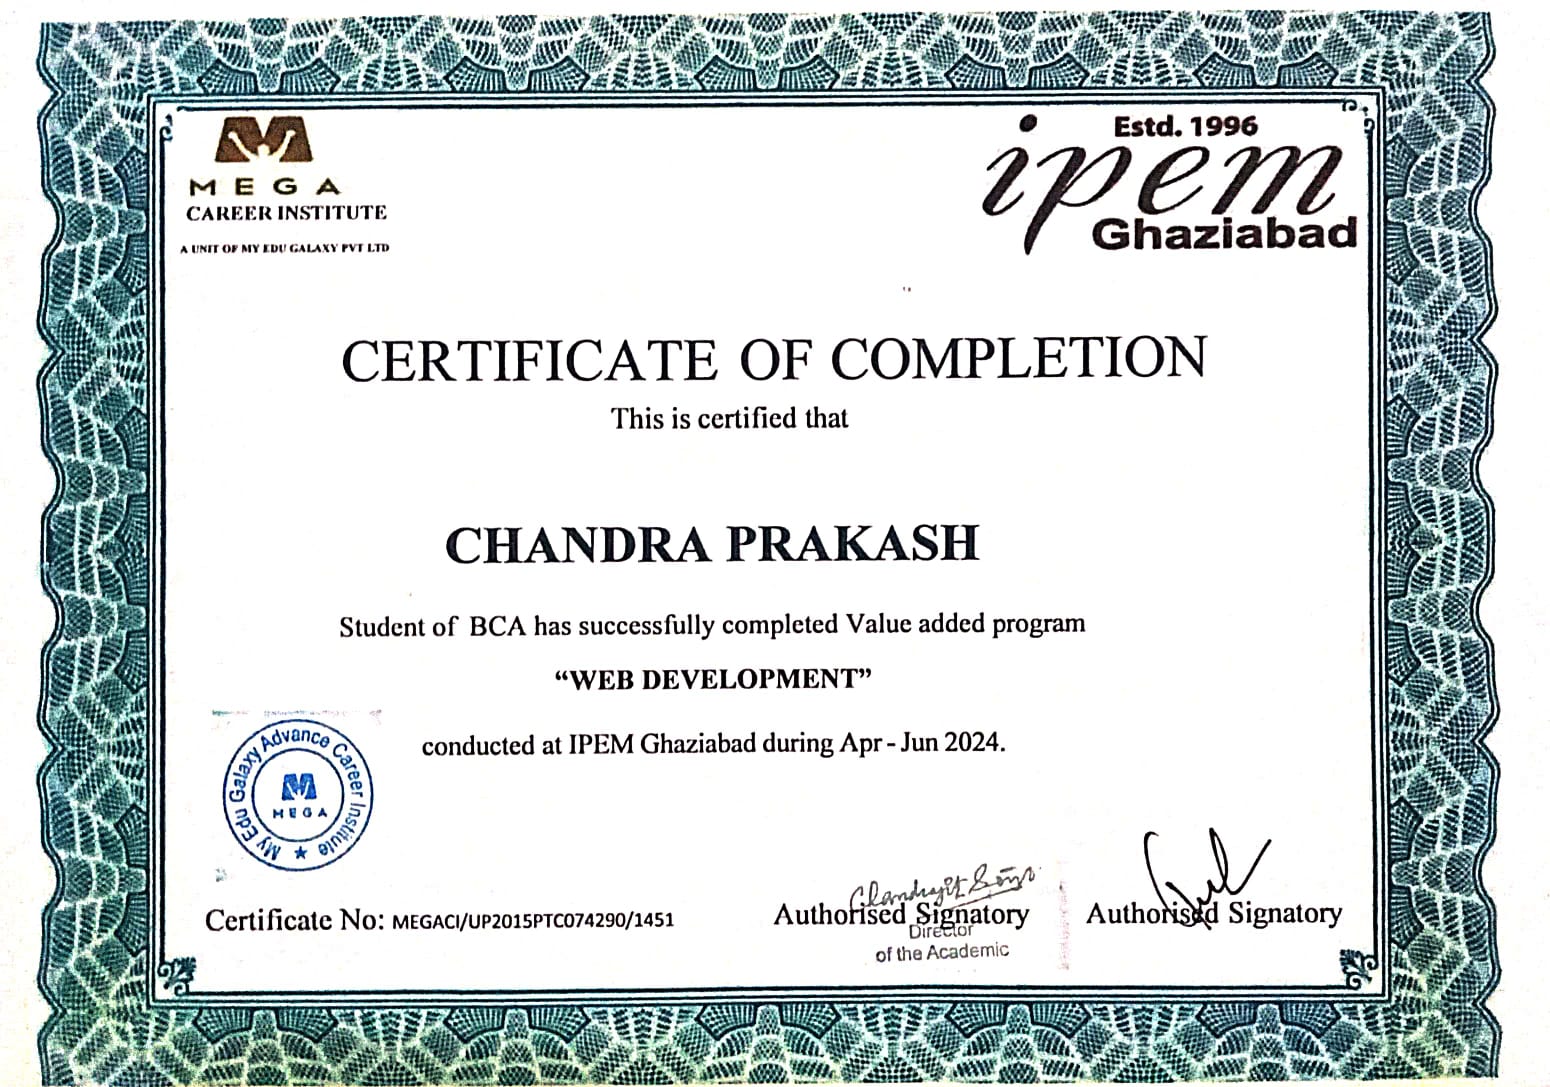 MEGA
CAREER INSTITUTE
A UNIT OF MY EDU GALAXY PVT LTD
Estd. 1996
ipem
Ghaziabad
CERTIFICATE OF COMPLETION
This is certified that
CHANDRA PRAKASH
Student of BCA has successfully completed Value added program
“WEB DEVELOPMENT”
conducted at IPEM Ghaziabad during Apr - Jun 2024.
My Edu Galaxy Advance Career Institute
MEGA
Certificate No: MEGACI/UP2015PTC074290/1451
Chandrajit Singh
Authorised Signatory
Director
of the Academic
Authorised Signatory